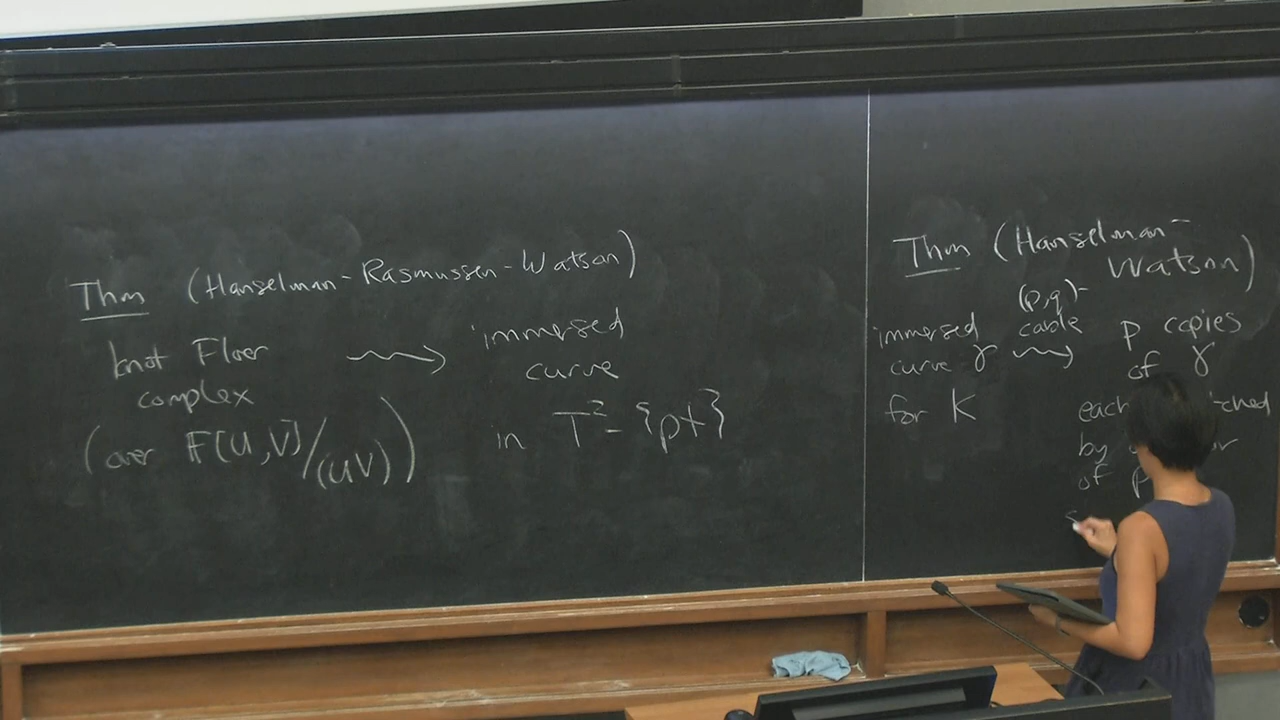 Thm (Hanselman-Rasmussen-Watson)
knot Floer
complex
(over F[U,V]/(UV))
immersed
curve
in T²-{pt}
Thm (Hanselman-
Watson)
immersed
curve γ
for K
(p,q)-
cable
p copies
of γ
each
by
of p